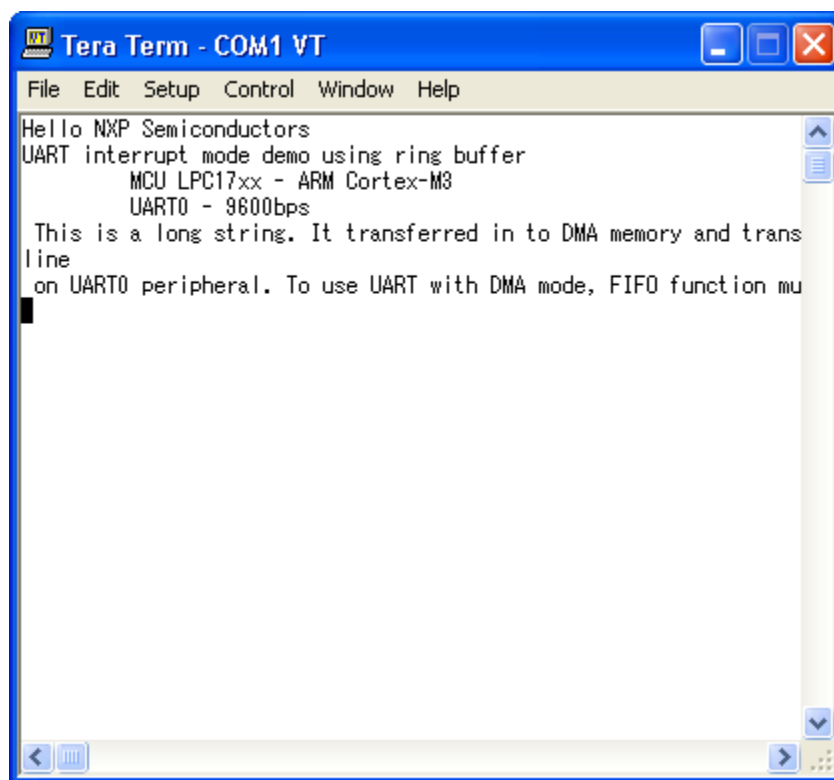 Tera Term - COM1 VT
File Edit Setup Control Window Help
Hello NXP Semiconductors
UART interrupt mode demo using ring buffer
MCU LPC17xx - ARM Cortex-M3
UART0 - 9600bps
This is a long string. It transferred in to DMA memory and trans
line
on UART0 peripheral. To use UART with DMA mode, FIFO function mu